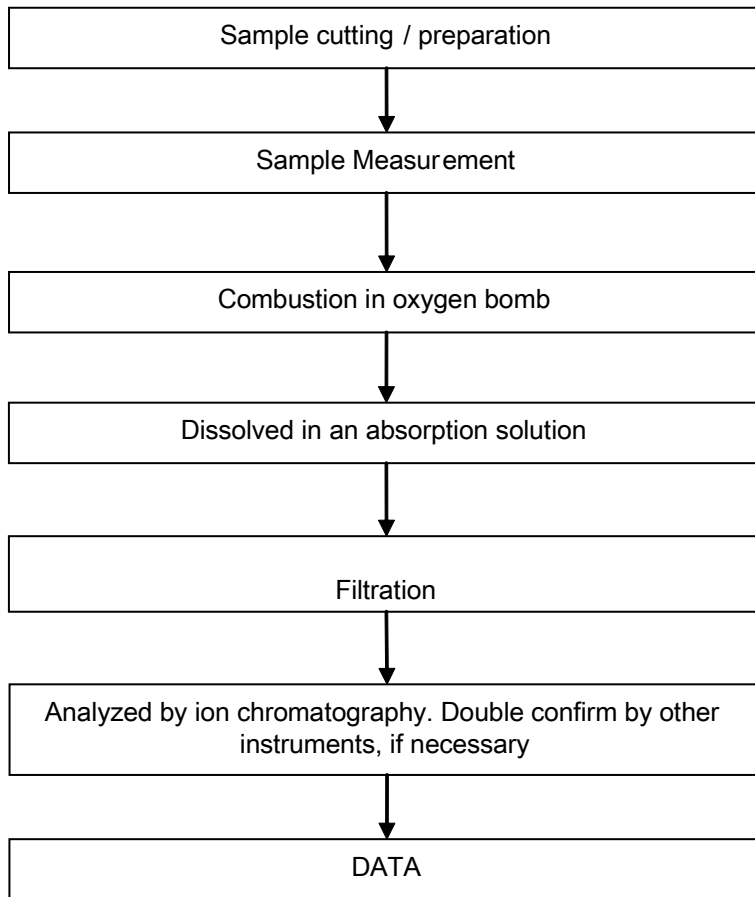 Sample cutting / preparation
Sample Measurement
Combustion in oxygen bomb
Dissolved in an absorption solution
Filtration
Analyzed by ion chromatography. Double confirm by other
instruments, if necessary
DATA